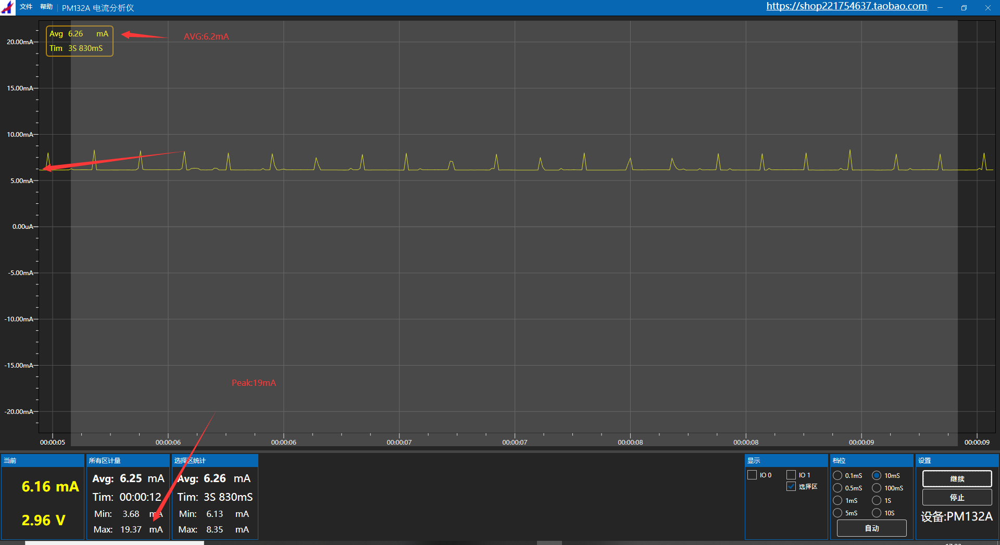 文件 帮助 PM132A 电流分析仪 https://shop221754637.taobao.com
Avg 6.26 mA
Tim 3S 830mS
AVG:6.2mA
20.00mA
15.00mA
10.00mA
5.00mA
0.00uA
-5.00mA
-10.00mA
-15.00mA
-20.00mA
Peak:19mA
00:00:05 00:00:06 00:00:06 00:00:07 00:00:07 00:00:08 00:00:08 00:00:09 00:00:09
当前
6.16 mA
2.96 V
所有区计量
Avg: 6.25 mA
Tim: 00:00:12
Min: 3.68 mA
Max: 19.37 mA
选择区统计
Avg: 6.26 mA
Tim: 3S 830mS
Min: 6.13 mA
Max: 8.35 mA
显示
IO 0 IO 1
选择区
档位
0.1mS 10mS
0.5mS 100mS
1mS 1S
5mS 10S
自动
设置
继续
停止
设备:PM132A